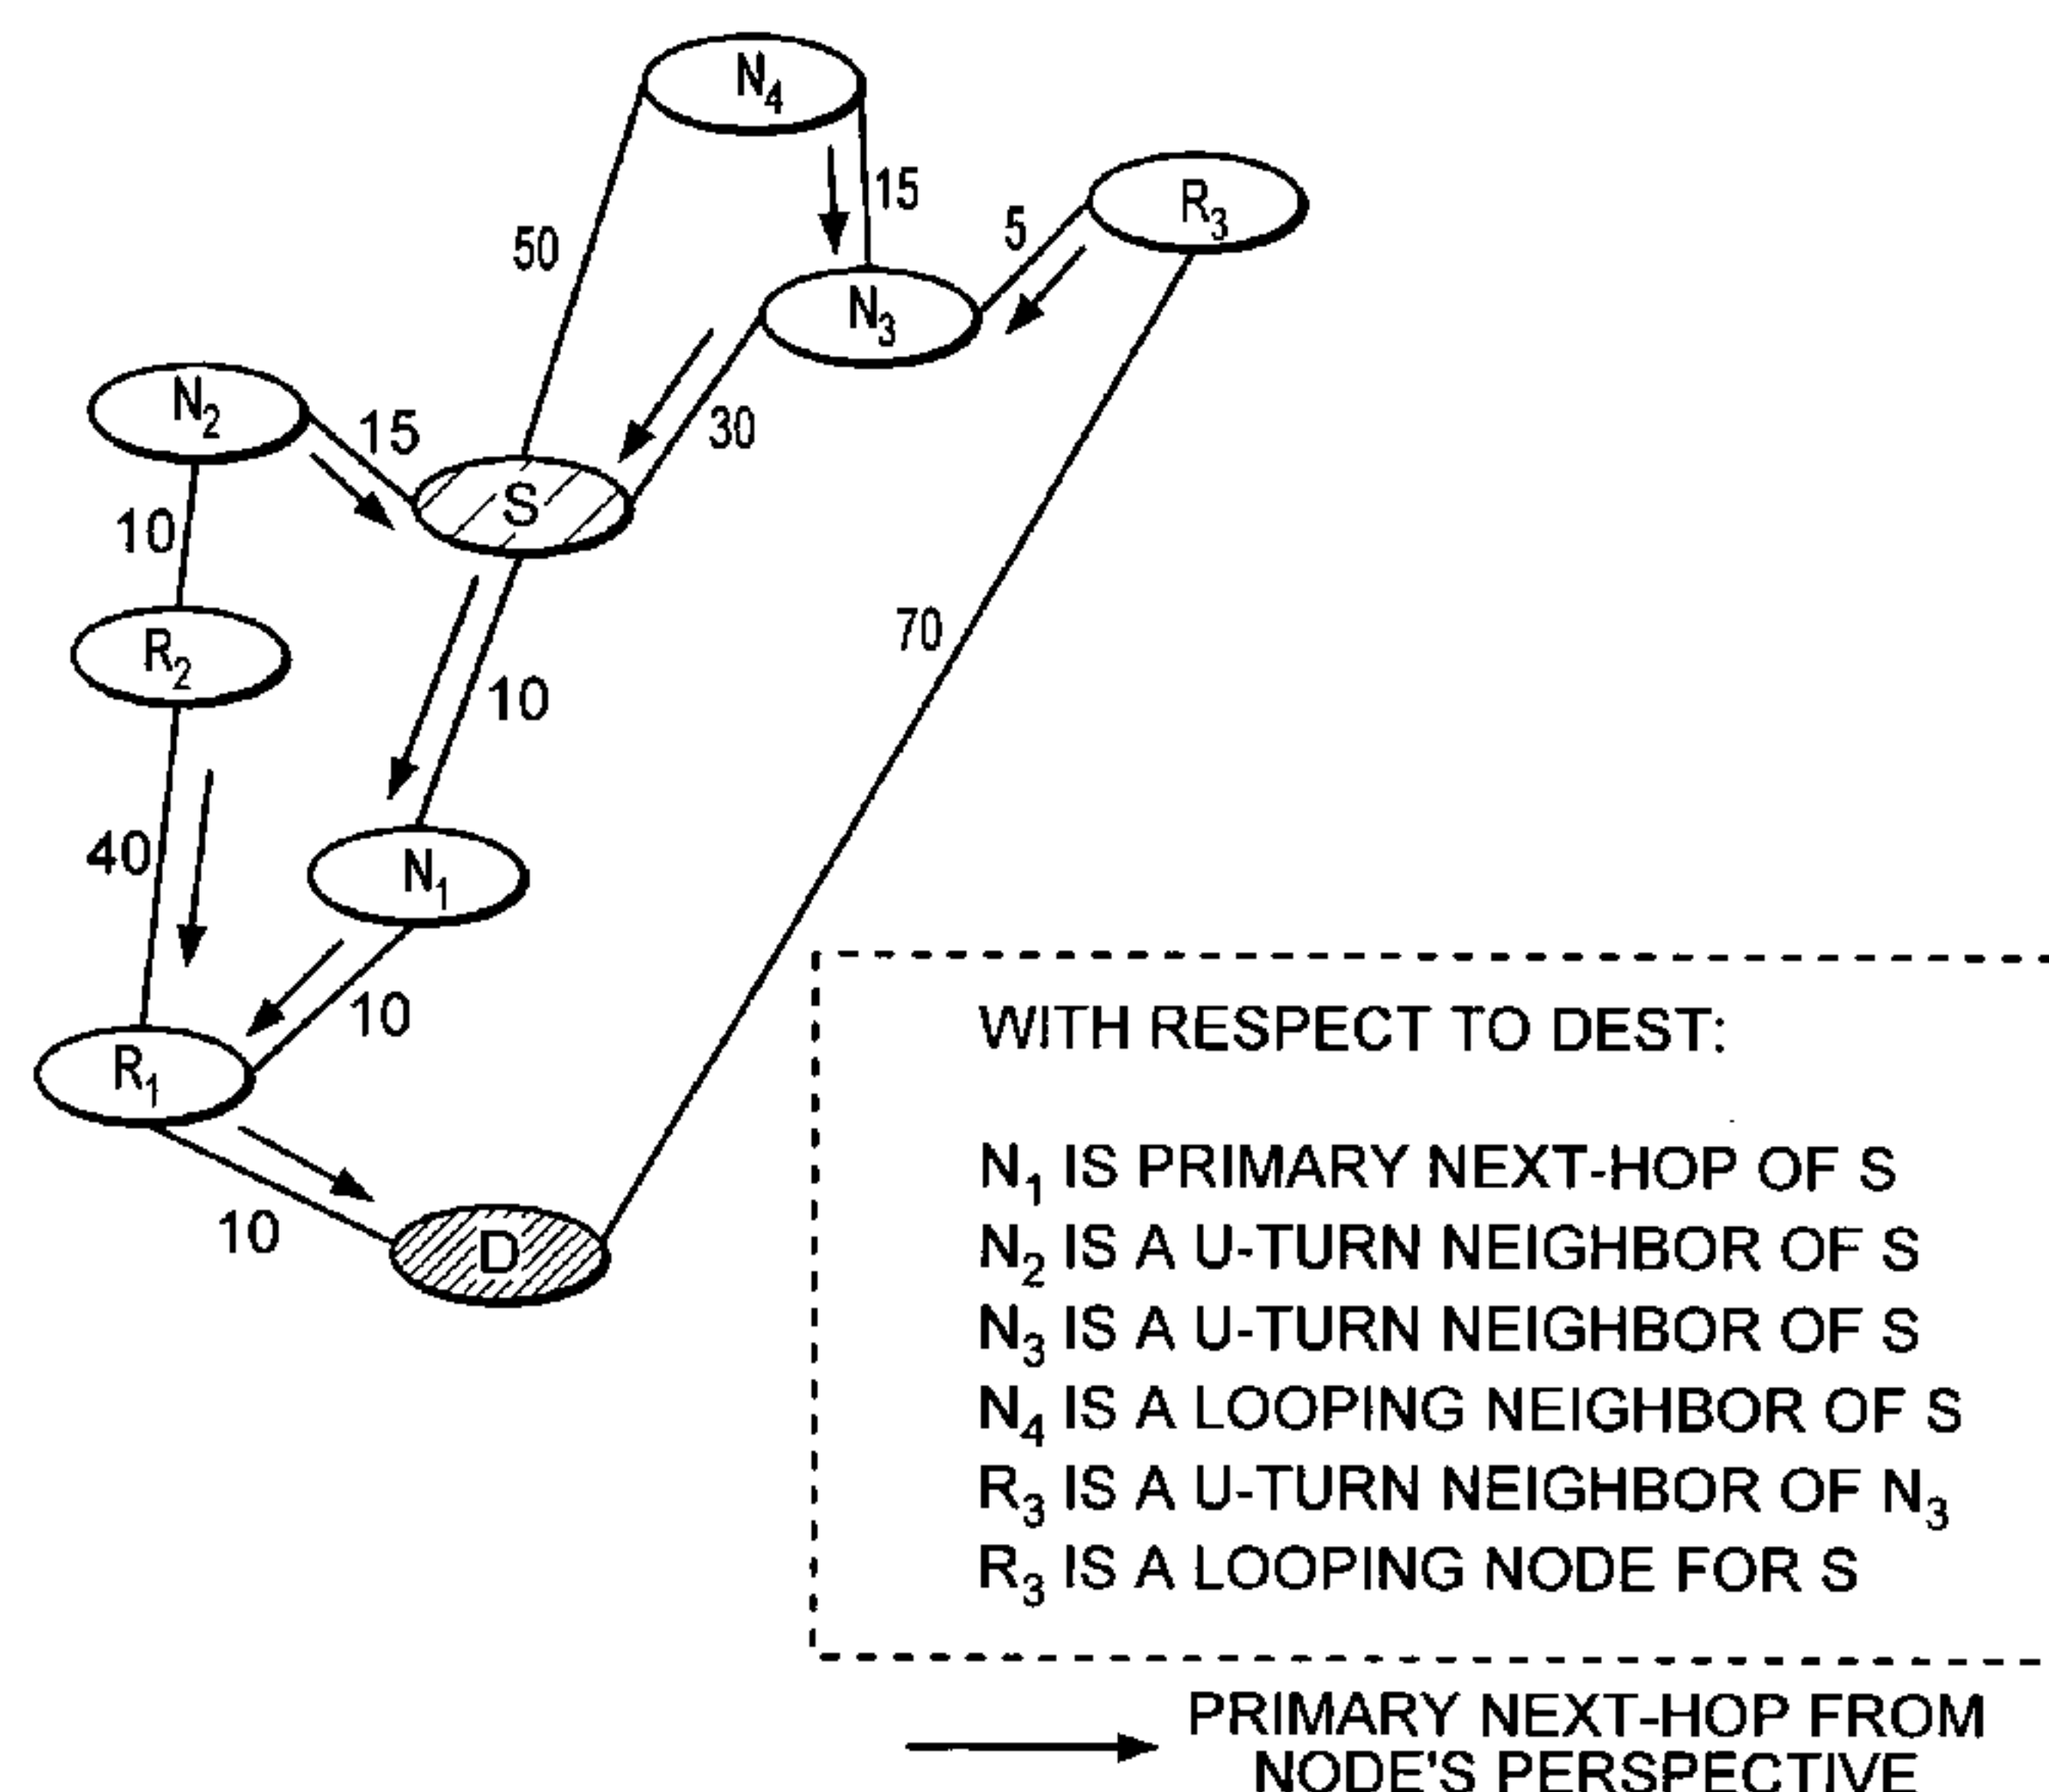 N4
15
R3
5
50
N3
N2
15
30
S
10
R2
70
10
40
N1
10
R1
10
D
WITH RESPECT TO DEST:
N1 IS PRIMARY NEXT-HOP OF S
N2 IS A U-TURN NEIGHBOR OF S
N3 IS A U-TURN NEIGHBOR OF S
N4 IS A LOOPING NEIGHBOR OF S
R3 IS A U-TURN NEIGHBOR OF N3
R3 IS A LOOPING NODE FOR S
PRIMARY NEXT-HOP FROM
NODE'S PERSPECTIVE